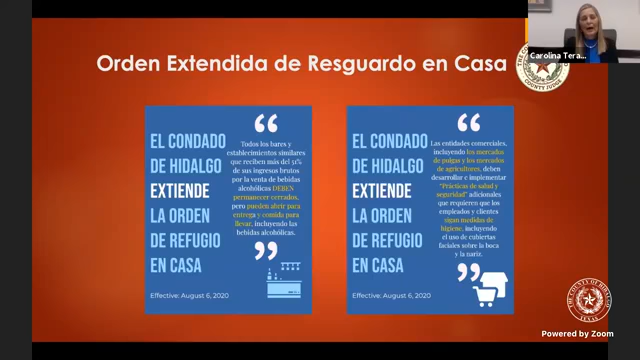 Orden Extendida de Resguardo en Casa
Carolina Tera...
“
EL CONDADO
DE HIDALGO
EXTIENDE
LA ORDEN
DE REFUGIO
EN CASA
Todos los bares y
establecimientos similares
que reciben más del 51%
de sus ingresos brutos
por la venta de bebidas
alcohólicas DEBEN
permanecer cerrados,
pero pueden abrir para
entrega y comida para
llevar, incluyendo las
bebidas alcohólicas.
”
Effective: August 6, 2020
“
EL CONDADO
DE HIDALGO
EXTIENDE
LA ORDEN
DE REFUGIO
EN CASA
Las entidades comerciales,
incluyendo los mercados
de pulgas y los mercados
de agricultores, deben
desarrollar e implementar
“Prácticas de salud y
seguridad” adicionales
que requieren que los
empleados y clientes
sigan medidas de
higiene, incluyendo
el uso de cubiertas
faciales sobre la boca
y la nariz.
”
Effective: August 6, 2020
THE COUNTY OF HIDALGO
TEXAS
Powered by Zoom